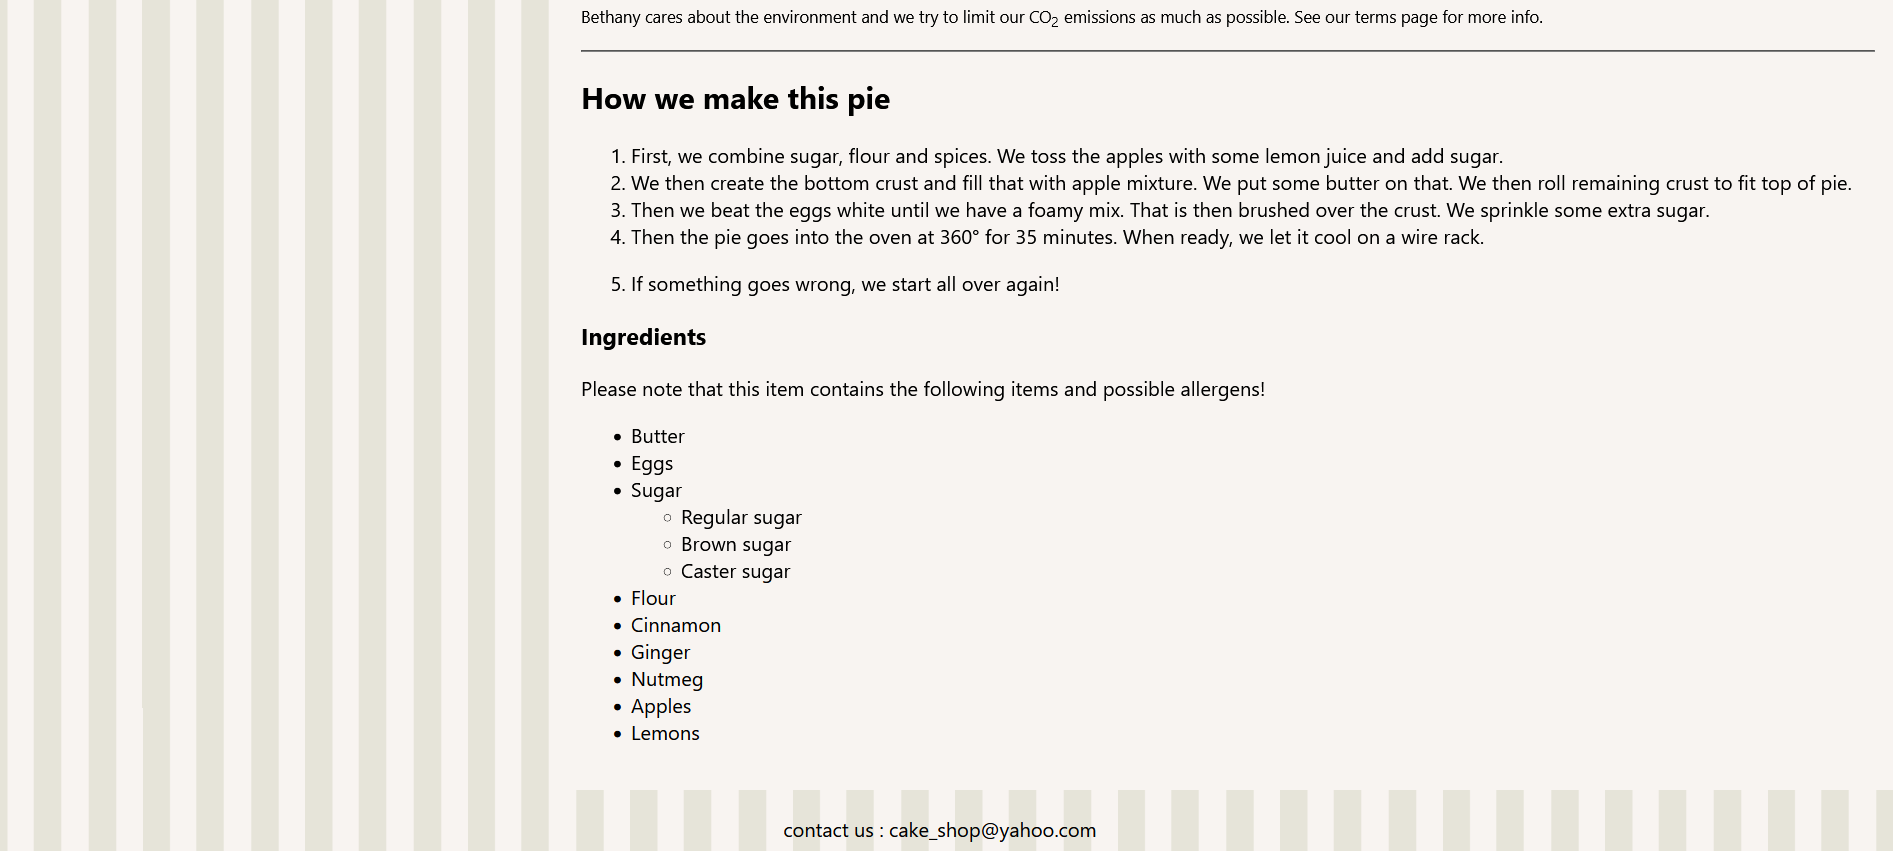 Bethany cares about the environment and we try to limit our CO₂ emissions as much as possible. See our terms page for more info.
How we make this pie
1. First, we combine sugar, flour and spices. We toss the apples with some lemon juice and add sugar.
2. We then create the bottom crust and fill that with apple mixture. We put some butter on that. We then roll remaining crust to fit top of pie.
3. Then we beat the eggs white until we have a foamy mix. That is then brushed over the crust. We sprinkle some extra sugar.
4. Then the pie goes into the oven at 360° for 35 minutes. When ready, we let it cool on a wire rack.
5. If something goes wrong, we start all over again!
Ingredients
Please note that this item contains the following items and possible allergens!
• Butter
• Eggs
• Sugar
◦ Regular sugar
◦ Brown sugar
◦ Caster sugar
• Flour
• Cinnamon
• Ginger
• Nutmeg
• Apples
• Lemons
contact us : cake_shop@yahoo.com